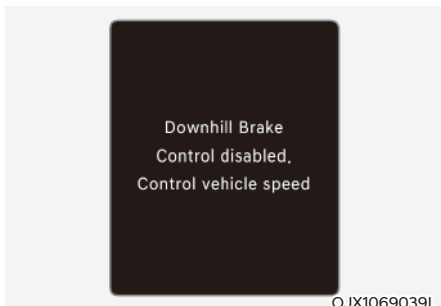 Downhill Brake
Control disabled.
Control vehicle speed
OJX1069039L